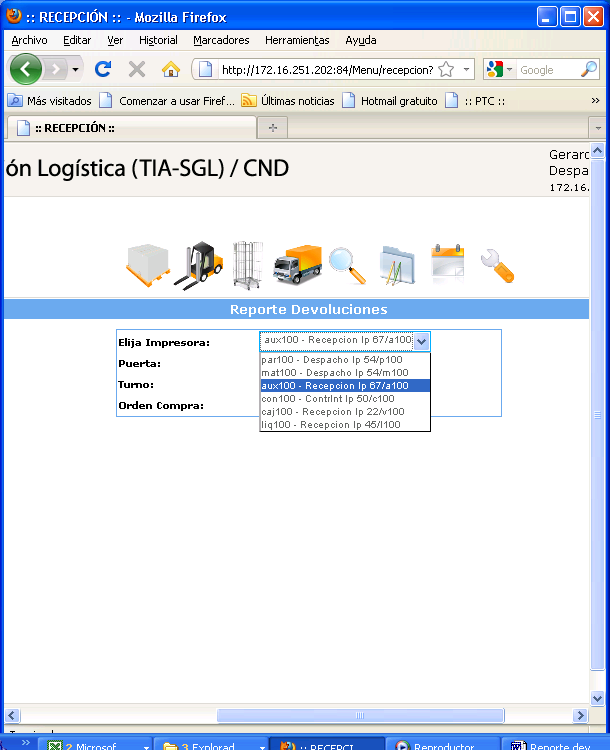 :: RECEPCIÓN :: - Mozilla Firefox
Archivo Editar Ver Historial Marcadores Herramientas Ayuda
http://172.16.251.202:84/Menu/recepcion? Google
Más visitados Comenzar a usar Firef... Últimas noticias Hotmail gratuito :: PTC :: »
:: RECEPCIÓN ::
Gerard
ón Logística (TIA-SGL) / CND
Despa
172.16.
Reporte Devoluciones
Elija Impresora: aux100 - Recepcion Ip 67/a100
Puerta:
Turno:
Orden Compra:
par100 - Despacho Ip 54/p100
mat100 - Despacho Ip 54/m100
aux100 - Recepcion Ip 67/a100
con100 - ContrInt Ip 50/c100
caj100 - Recepcion Ip 22/v100
liq100 - Recepcion Ip 45/l100
» 2 Microsof... 3 Explorad... :: RECEPCI... Reproductor... Reporte dev...